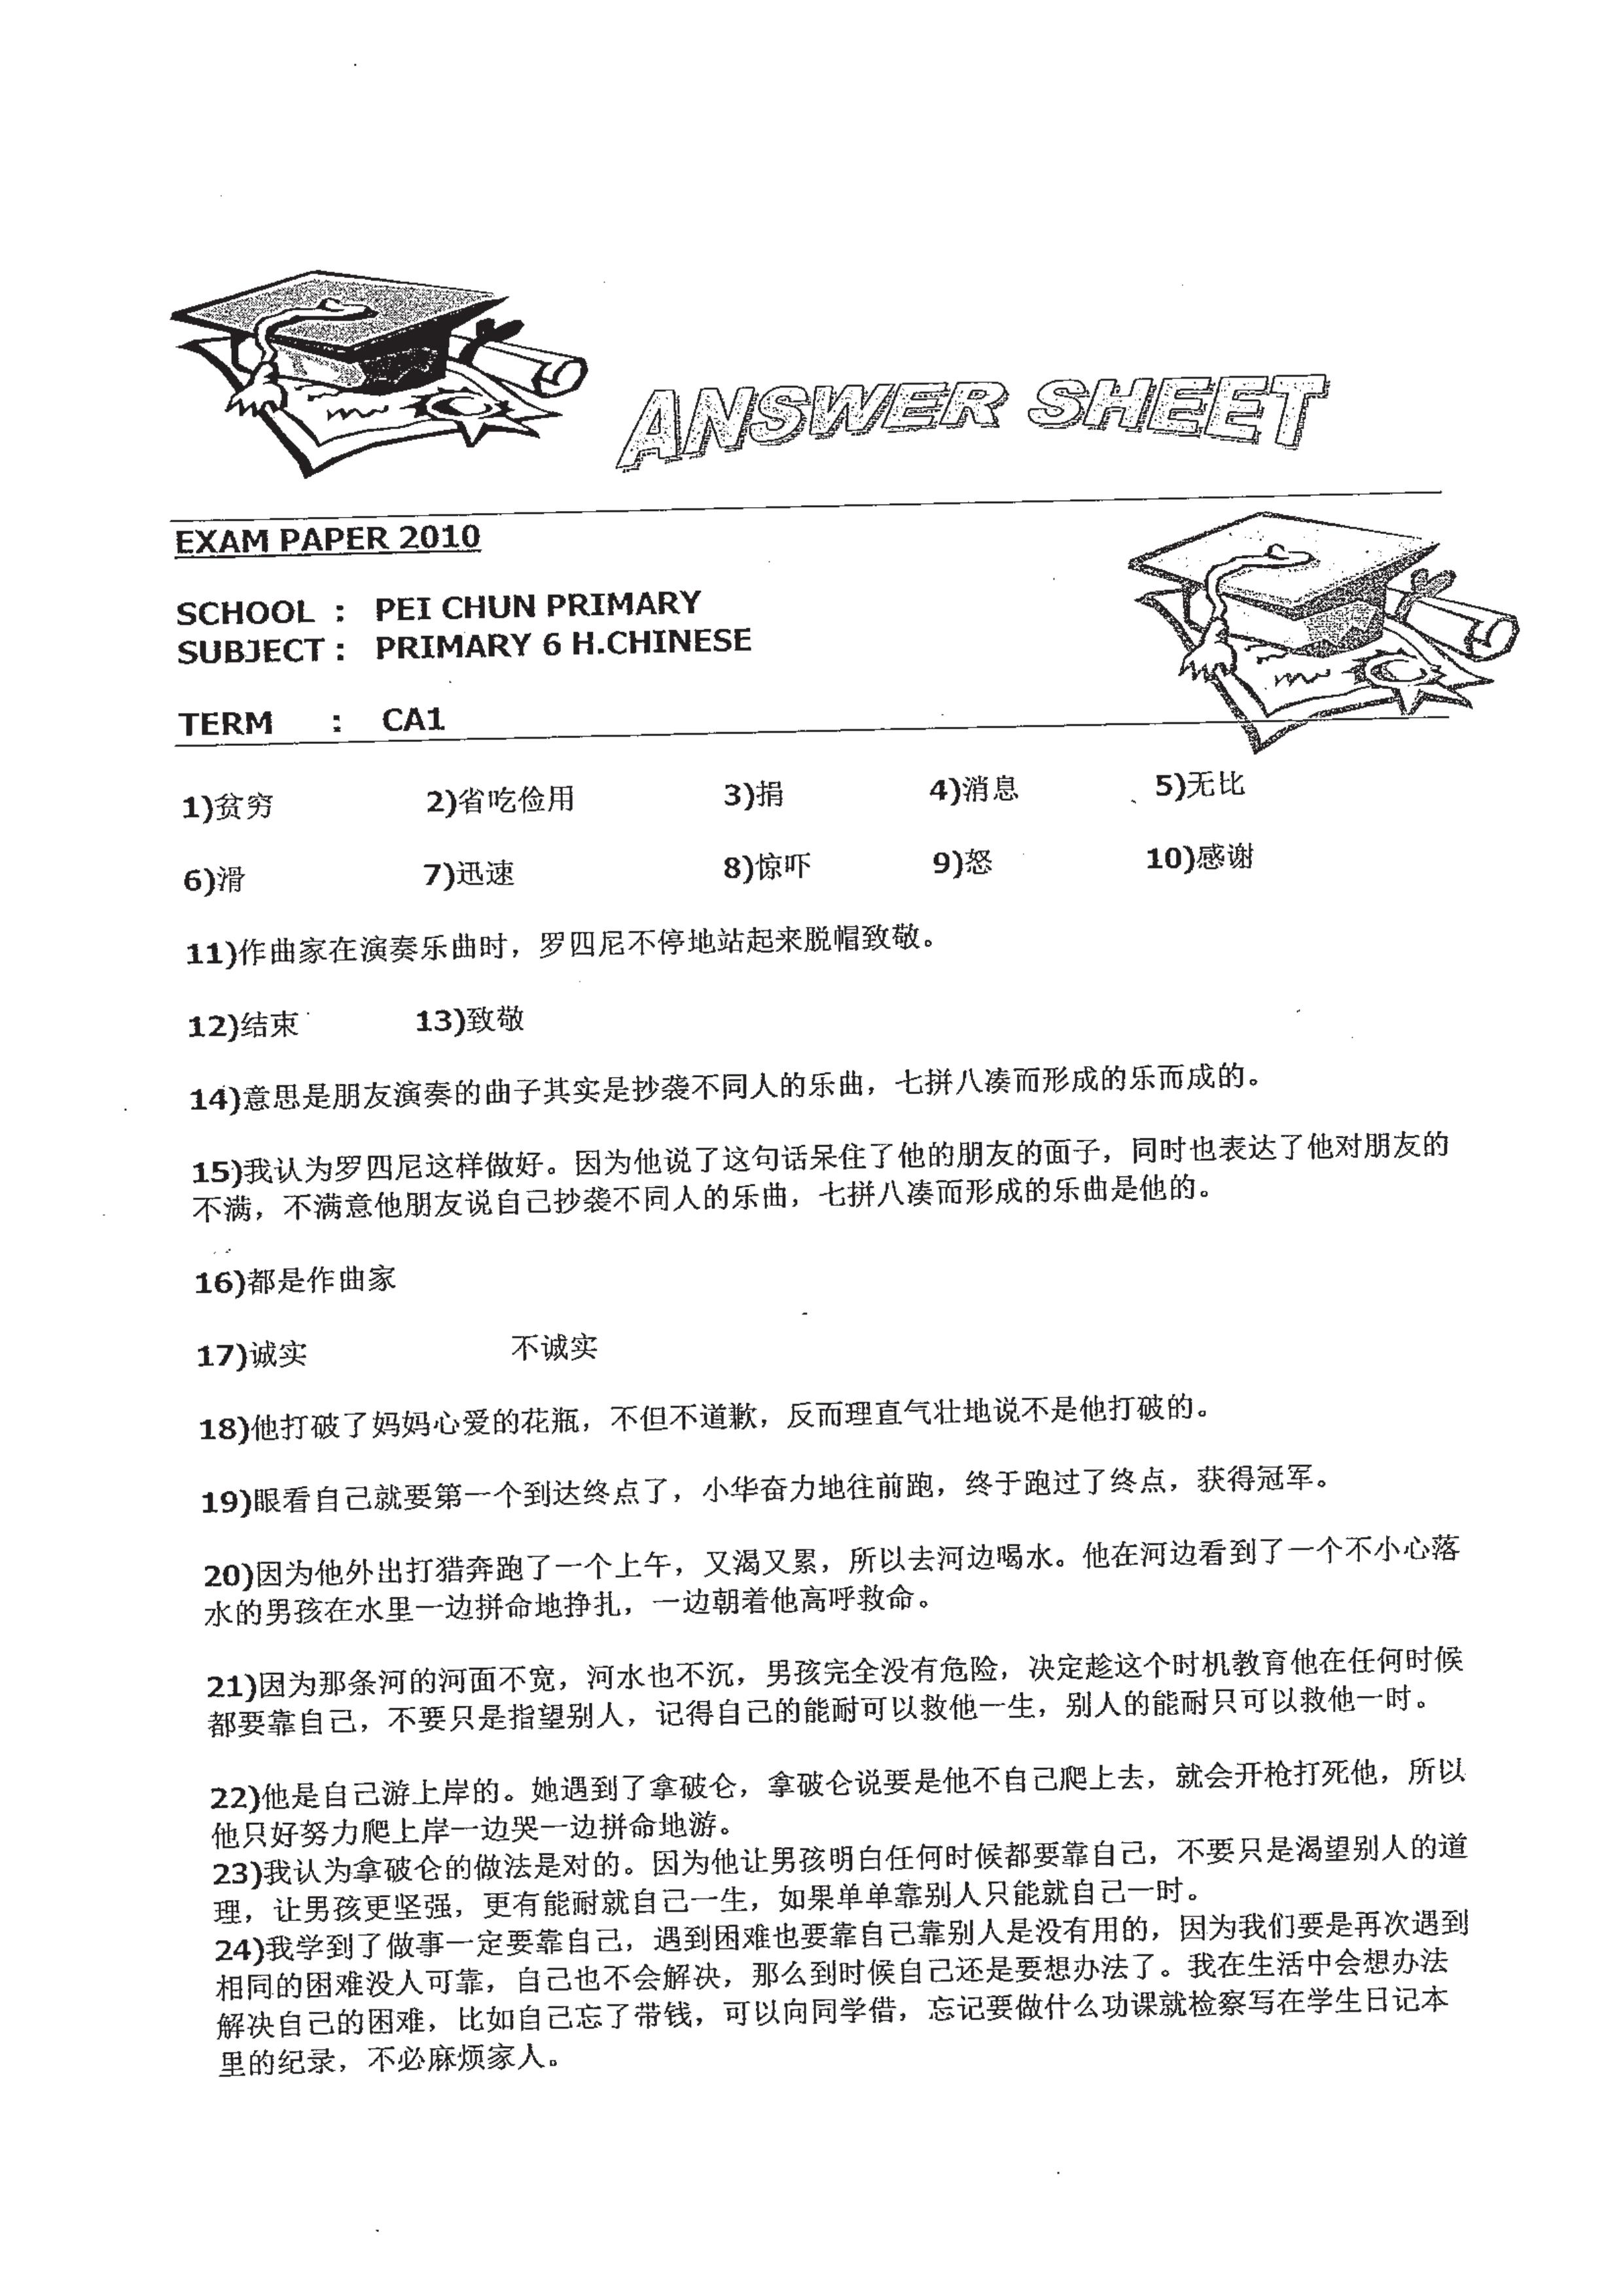 ANSWER SHEET
EXAM PAPER 2010
SCHOOL : PEI CHUN PRIMARY
SUBJECT : PRIMARY 6 H.CHINESE
TERM : CA1
1)贫穷 2)省吃俭用 3)捐 4)消息 5)无比
6)滑 7)迅速 8)惊吓 9)怒 10)感谢
11)作曲家在演奏乐曲时，罗四尼不停地站起来脱帽致敬。
12)结束 13)致敬
14)意思是朋友演奏的曲子其实是抄袭不同人的乐曲，七拼八凑而形成的乐而成的。
15)我认为罗四尼这样做好。因为他说了这句话呆住了他的朋友的面子，同时也表达了他对朋友的
不满，不满意他朋友说自己抄袭不同人的乐曲，七拼八凑而形成的乐曲是他的。
16)都是作曲家
17)诚实 不诚实
18)他打破了妈妈心爱的花瓶，不但不道歉，反而理直气壮地说不是他打破的。
19)眼看自己就要第一个到达终点了，小华奋力地往前跑，终于跑过了终点，获得冠军。
20)因为他外出打猎奔跑了一个上午，又渴又累，所以去河边喝水。他在河边看到了一个不小心落
水的男孩在水里一边拼命地挣扎，一边朝着他高呼救命。
21)因为那条河的河面不宽，河水也不沉，男孩完全没有危险，决定趁这个时机教育他在任何时候
都要靠自己，不要只是指望别人，记得自己的能耐可以救他一生，别人的能耐只可以救他一时。
22)他是自己游上岸的。她遇到了拿破仑，拿破仑说要是他不自己爬上去，就会开枪打死他，所以
他只好努力爬上岸一边哭一边拼命地游。
23)我认为拿破仑的做法是对的。因为他让男孩明白任何时候都要靠自己，不要只是渴望别人的道
理，让男孩更坚强，更有能耐就自己一生，如果单单靠别人只能就自己一时。
24)我学到了做事一定要靠自己，遇到困难也要靠自己靠别人是没有用的，因为我们要是再次遇到
相同的困难没人可靠，自己也不会解决，那么到时候自己还是要想办法了。我在生活中会想办法
解决自己的困难，比如自己忘了带钱，可以向同学借，忘记要做什么功课就检察写在学生日记本
里的纪录，不必麻烦家人。